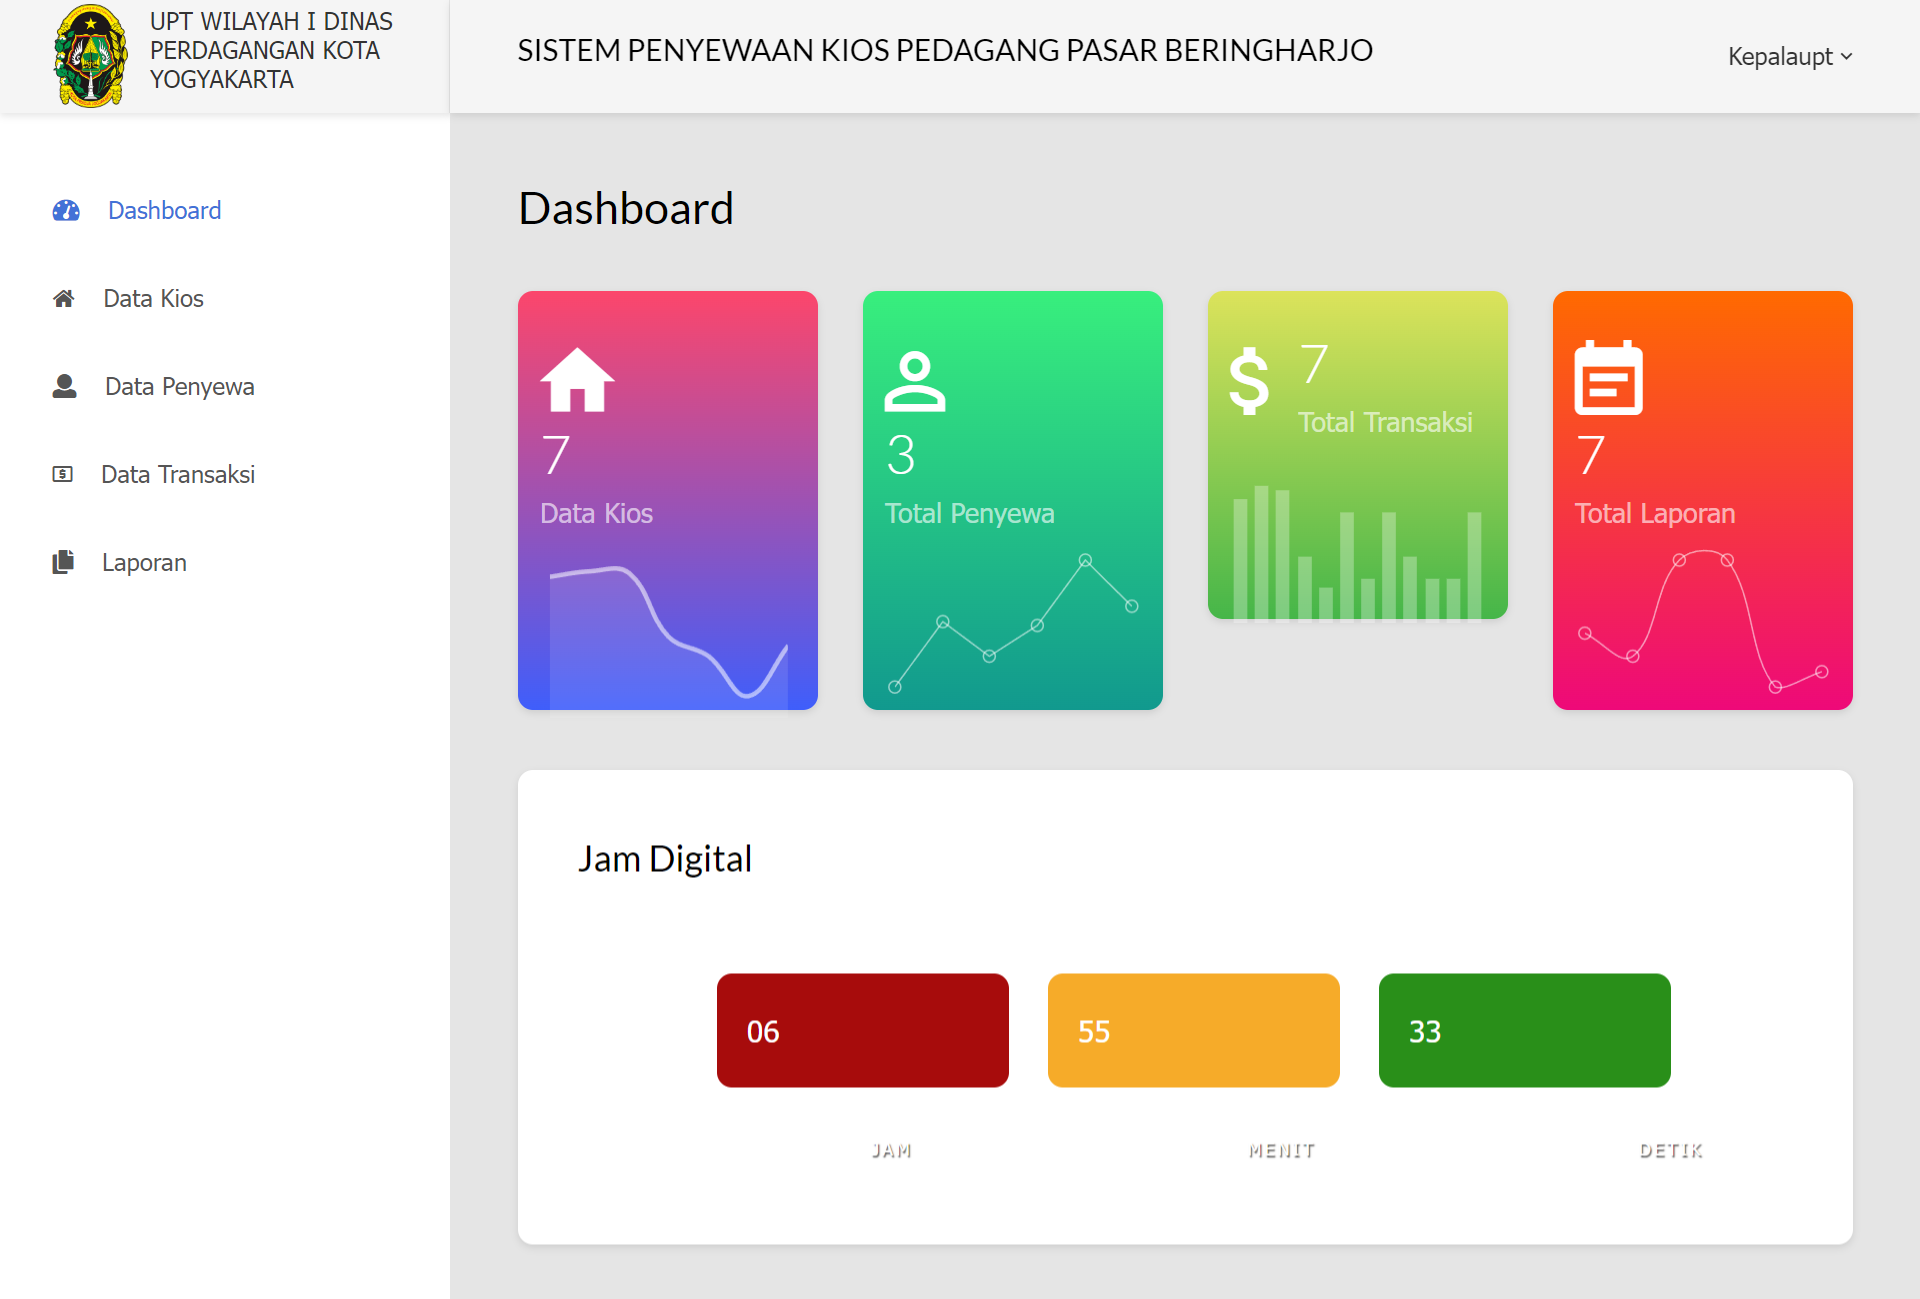 UPT WILAYAH I DINAS
PERDAGANGAN KOTA
YOGYAKARTA
SISTEM PENYEWAAN KIOS PEDAGANG PASAR BERINGHARJO
Kepalaupt
Dashboard
Data Kios
Data Penyewa
Data Transaksi
Laporan
Dashboard
7
Data Kios
3
Total Penyewa
7
Total Transaksi
7
Total Laporan
Jam Digital
06
55
33
JAM
MENIT
DETIK